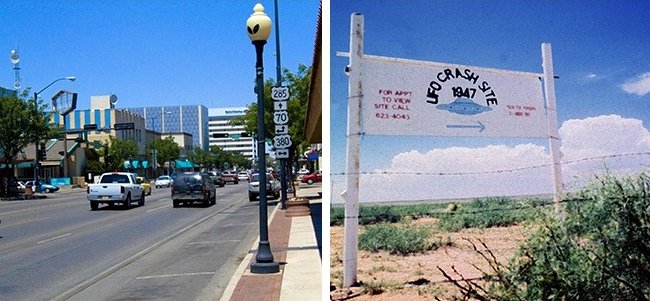 285
70
380
UFO CRASH SITE
1947
FOR APPT
TO VIEW
SITE CALL
623-4043